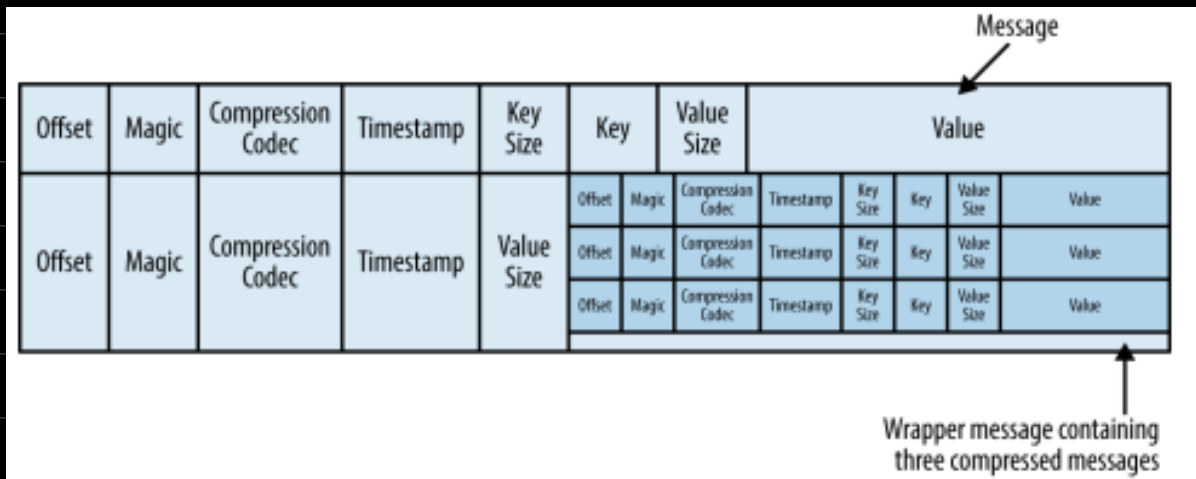 Message
Offset Magic Compression Codec Timestamp Key Size Key Value Size Value
Offset Magic Compression Codec Timestamp Value Size
Offset Magic Compression Codec Timestamp Key Size Key Value Size Value
Offset Magic Compression Codec Timestamp Key Size Key Value Size Value
Offset Magic Compression Codec Timestamp Key Size Key Value Size Value
Wrapper message containing
three compressed messages